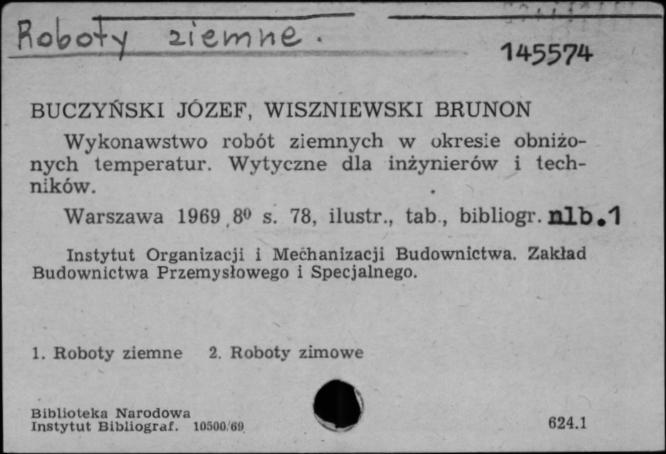 Roboty ziemne.
145574
BUCZYŃSKI JÓZEF, WISZNIEWSKI BRUNON
Wykonawstwo robót ziemnych w okresie obniżo-
nych temperatur. Wytyczne dla inżynierów i tech-
ników.
Warszawa 1969, 8⁰ s. 78, ilustr., tab., bibliogr. nlb.1
Instytut Organizacji i Mechanizacji Budownictwa. Zakład
Budownictwa Przemysłowego i Specjalnego.
1. Roboty ziemne 2. Roboty zimowe
Biblioteka Narodowa
Instytut Bibliograf. 10500/69
624.1